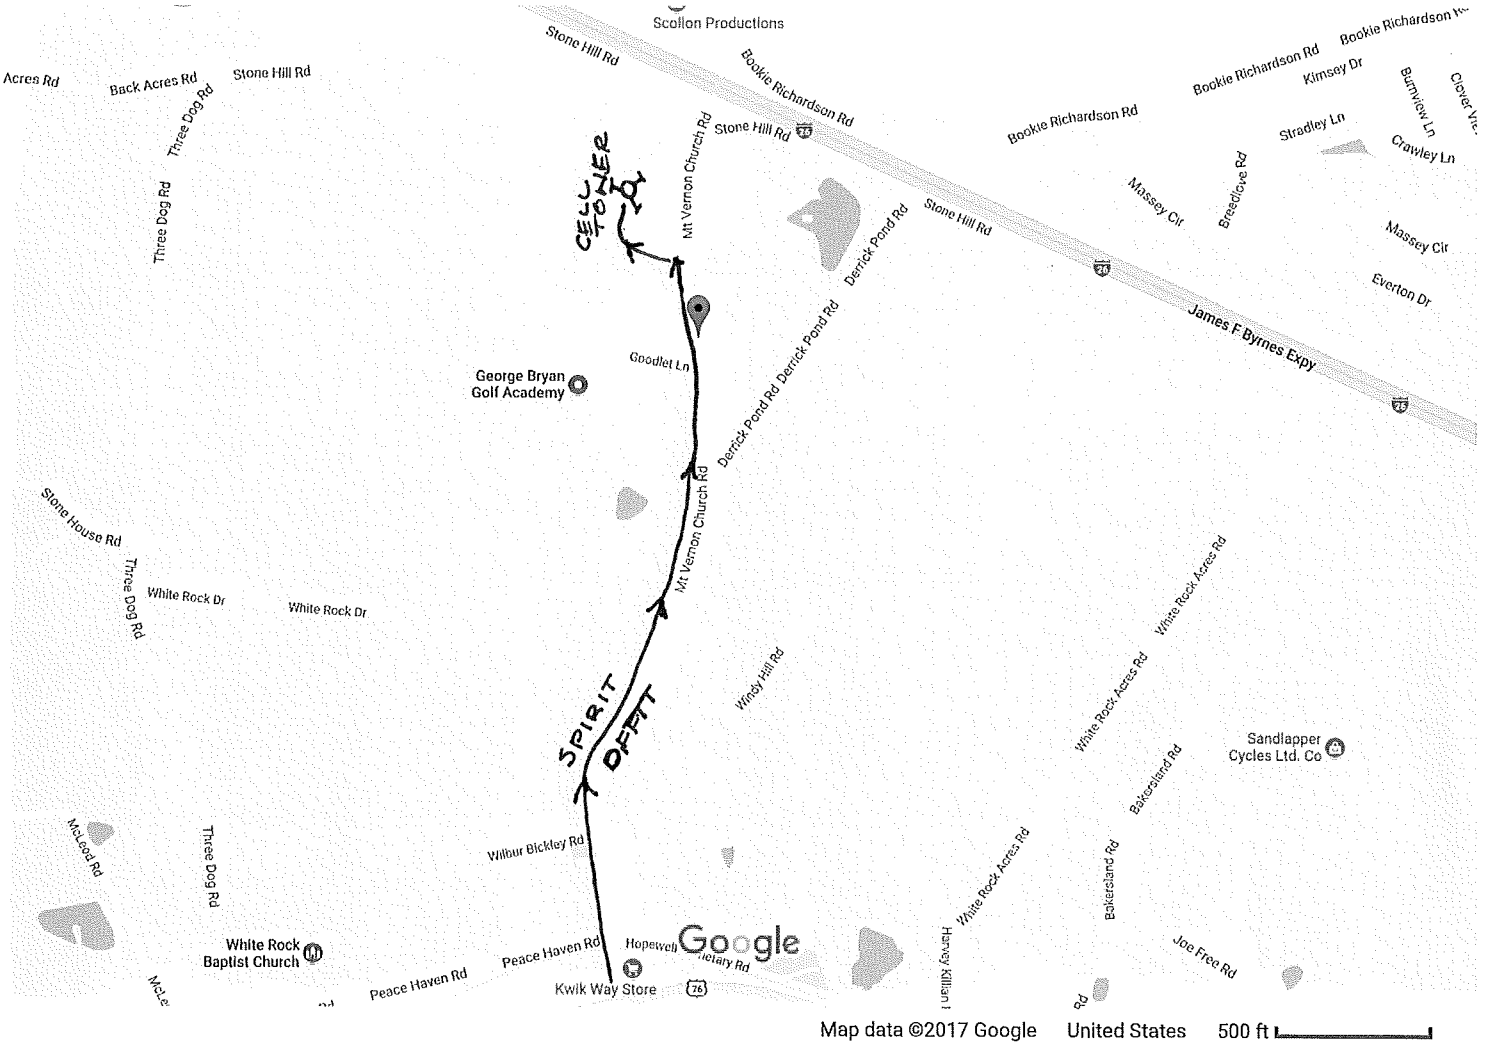 Scollon Productions
Stone Hill Rd
Bookie Richardson Rd
Bookie Richardson
Bookie Richardson Rd
Kimsey Dr
Burnview Ln
Acres Rd
Back Acres Rd
Stone Hill Rd
Three Dog Rd
Mt Vernon Church Rd
Stone Hill Rd
26
Bookie Richardson Rd
Stradley Ln
Crawley Ln
CELL
TOWER
Three Dog Rd
Massey Cir
Breedlove Rd
Derrick Pond Rd
Stone Hill Rd
Massey Cir
26
Everton Dr
James F Byrnes Expy
Derrick Pond Rd
Goodlet Ln
George Bryan
Golf Academy
Derrick Pond Rd
26
Stone House Rd
Mt Vernon Church Rd
Three Dog Rd
White Rock Dr
White Rock Dr
White Rock Acres Rd
Windy Hill Rd
White Rock Acres Rd
SPIRIT
Sandlapper
Cycles Ltd. Co
Bakersland Rd
McLeod Rd
Three Dog Rd
Wilbur Bickley Rd
White Rock Acres Rd
Bakersland Rd
White Rock
Baptist Church
Peace Haven Rd
Peace Haven Rd
Hopewell
Google
Harvey Killian
Joe Free Rd
Kwik Way Store
76
Rd
Map data ©2017 Google United States 500 ft